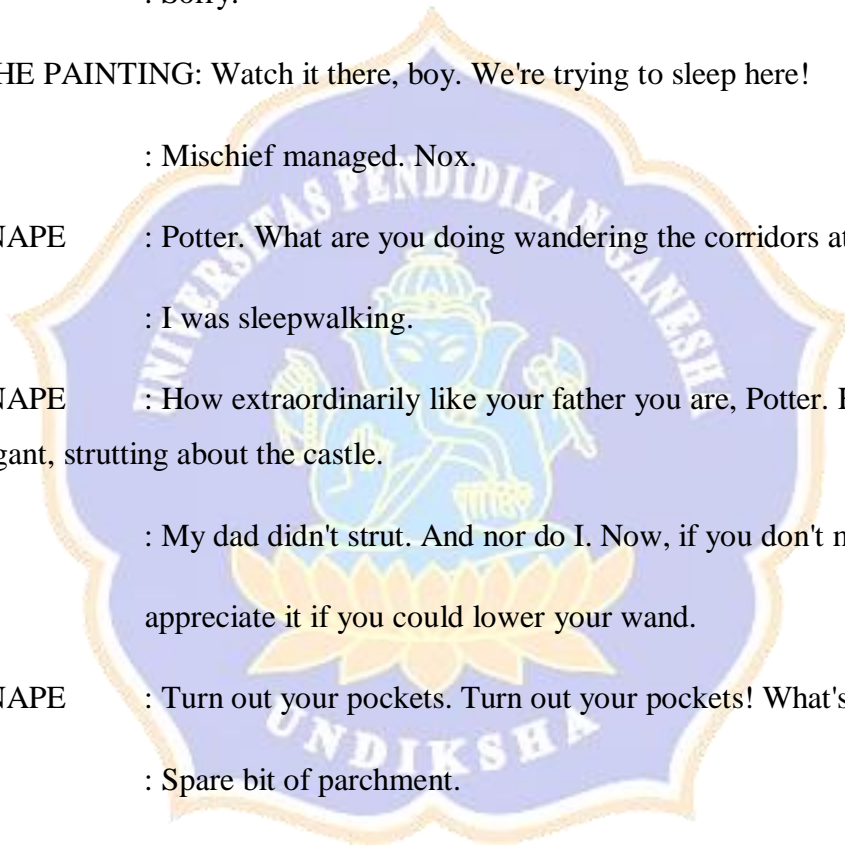 : Sorry.
HE PAINTING: Watch it there, boy. We're trying to sleep here!
: Mischief managed. Nox.
NAPE : Potter. What are you doing wandering the corridors at
: I was sleepwalking.
NAPE : How extraordinarily like your father you are, Potter.
gant, strutting about the castle.
: My dad didn't strut. And nor do I. Now, if you don't
appreciate it if you could lower your wand.
NAPE : Turn out your pockets. Turn out your pockets! What's
: Spare bit of parchment.
UNIVERSITAS PENDIDIKAN GANESH
UNDIKSHA